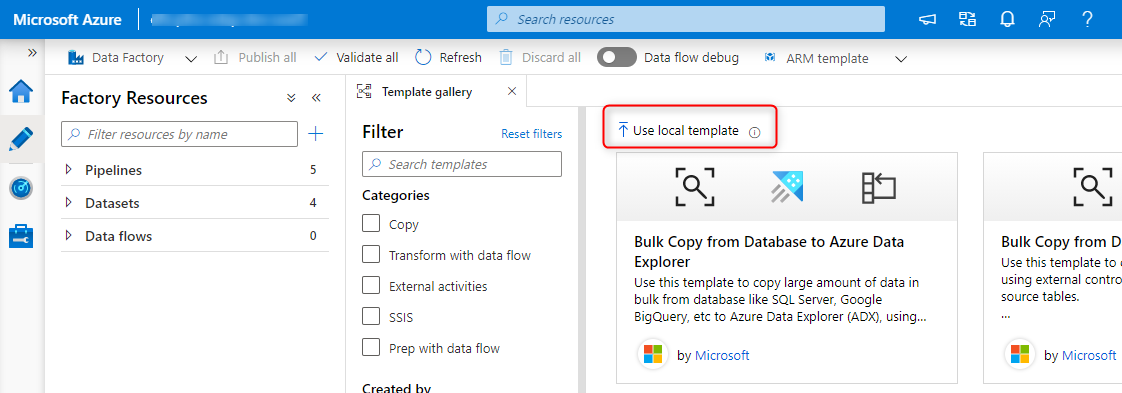 Microsoft Azure
Search resources
Data Factory
Publish all
Validate all
Refresh
Discard all
Data flow debug
ARM template
Factory Resources
Filter resources by name
Pipelines 5
Datasets 4
Data flows 0
Template gallery
Filter
Reset filters
Search templates
Categories
Copy
Transform with data flow
External activities
SSIS
Prep with data flow
Created by
Use local template
Bulk Copy from Database to Azure Data
Explorer
Use this template to copy large amount of data in
bulk from database like SQL Server, Google
BigQuery, etc to Azure Data Explorer (ADX), using...
by Microsoft
Bulk Copy from D
Use this template to
using external contro
source tables.
...
by Microsoft